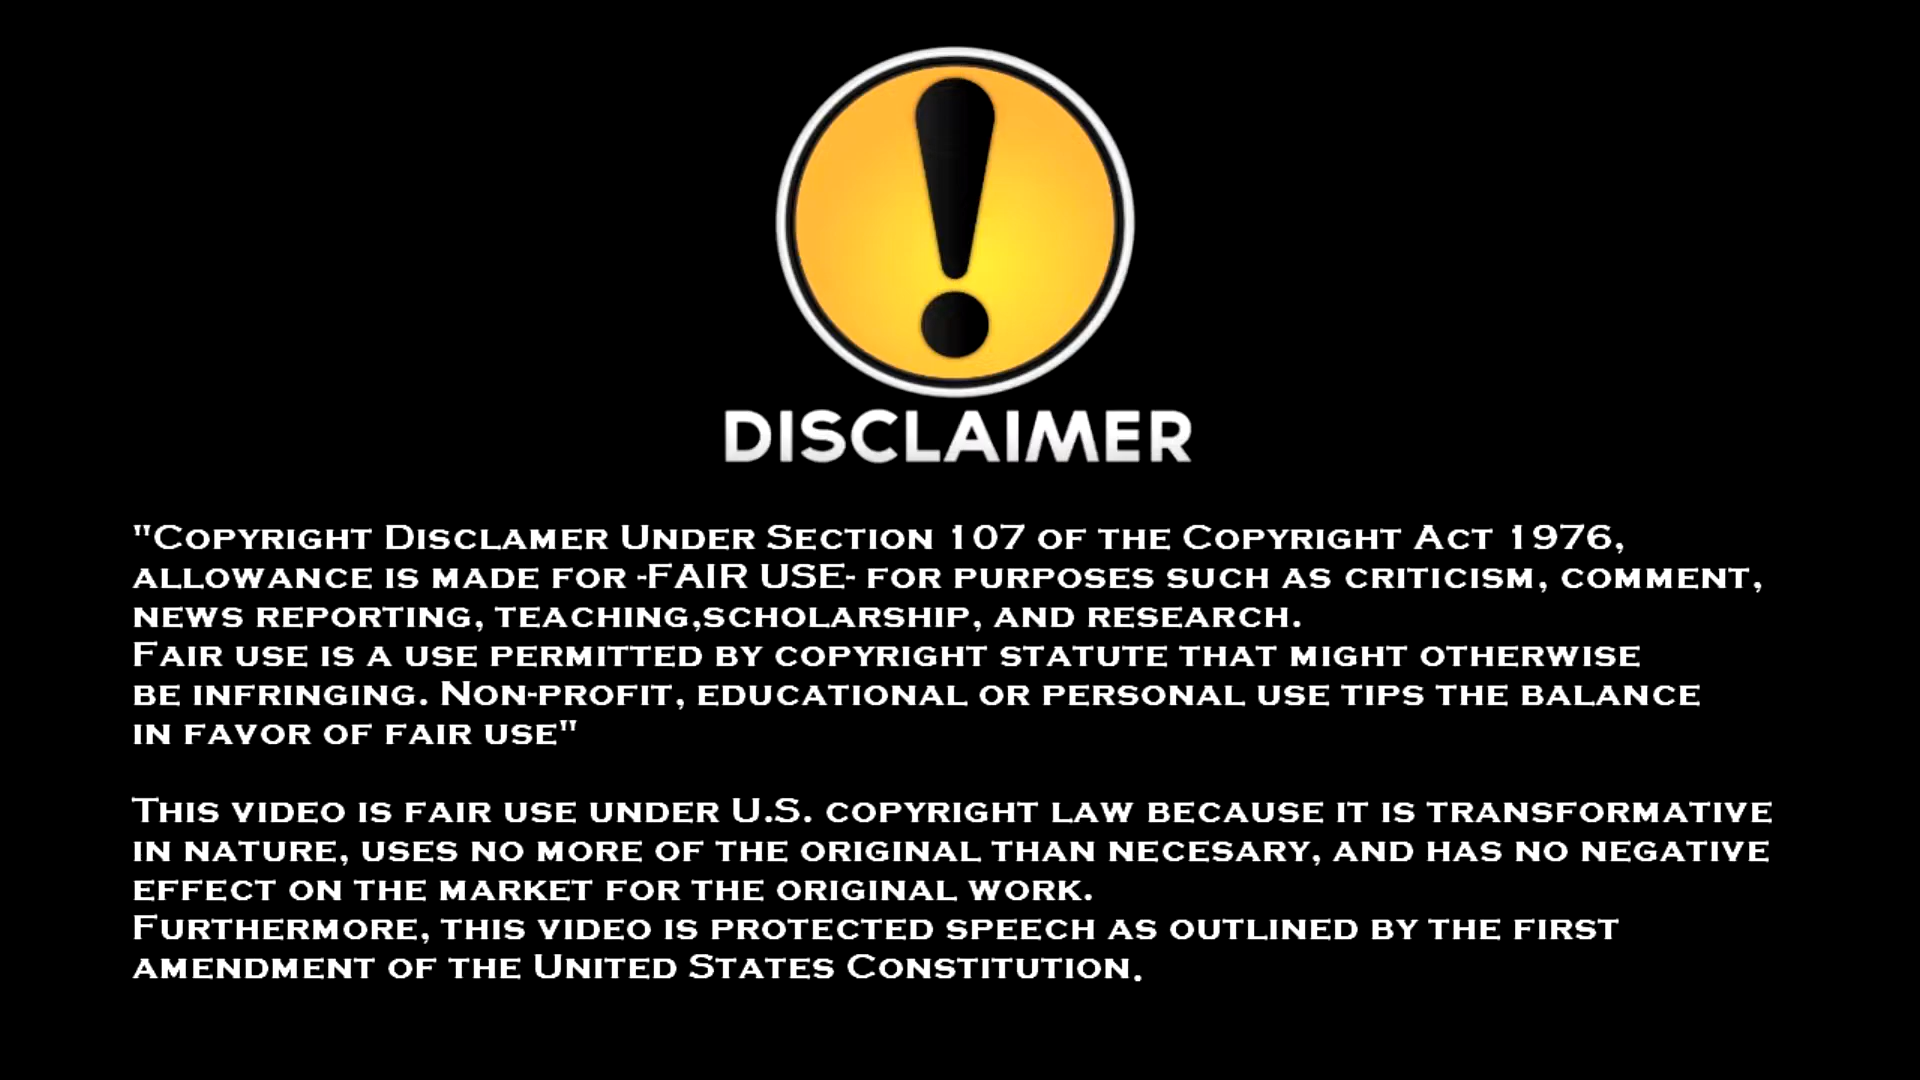 DISCLAIMER
"Copyright Disclamer Under Section 107 of the Copyright Act 1976,
allowance is made for -FAIR USE- for purposes such as criticism, comment,
news reporting, teaching,scholarship, and research.
Fair use is a use permitted by copyright statute that might otherwise
be infringing. Non-profit, educational or personal use tips the balance
in favor of fair use"
This video is fair use under U.S. copyright law because it is transformative
in nature, uses no more of the original than necesary, and has no negative
effect on the market for the original work.
Furthermore, this video is protected speech as outlined by the first
amendment of the United States Constitution.